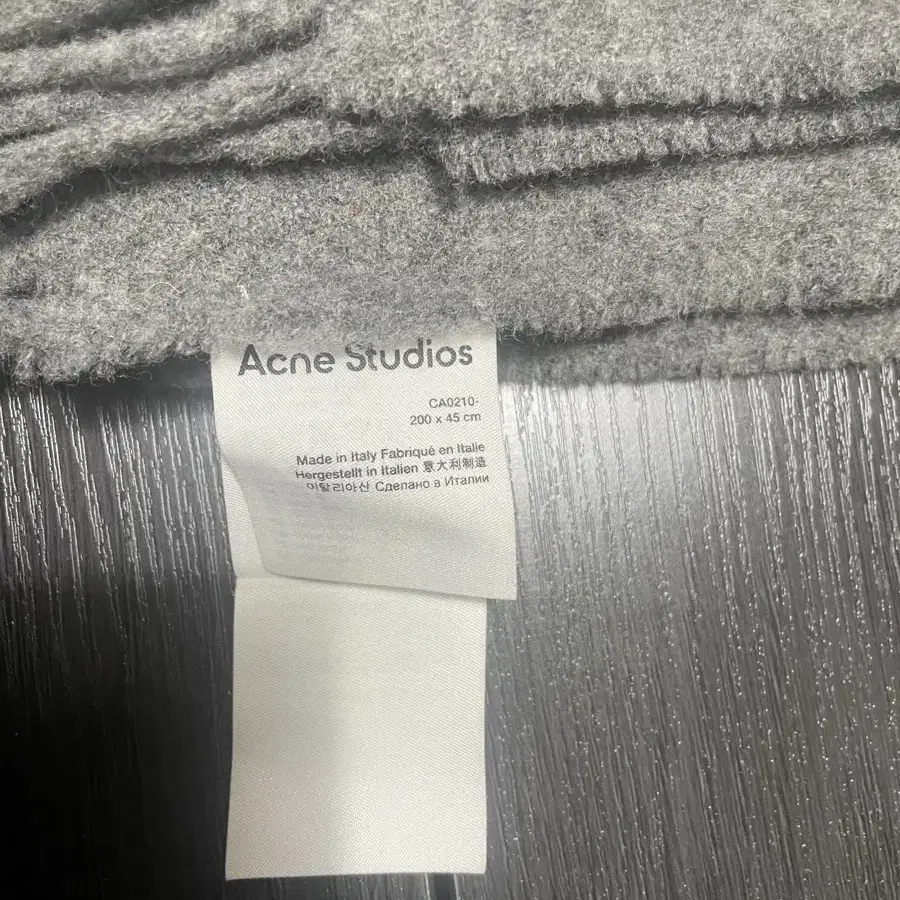 Acne Studios
CA0210-
200 x 45 cm
Made in Italy Fabriqué en Italie
Hergestellt in Italien 意大利制造
이탈리아산 Сделано в Италии